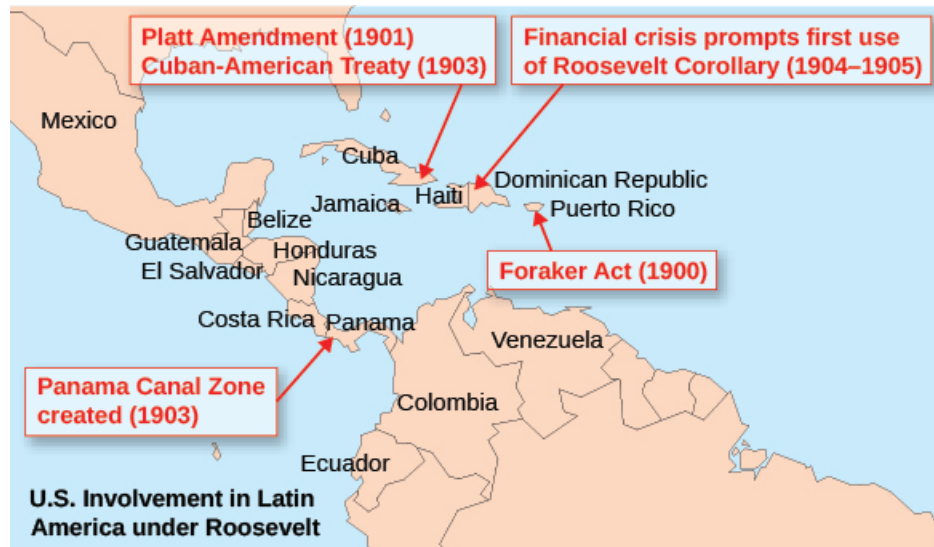 Platt Amendment (1901)
Cuban-American Treaty (1903)
Financial crisis prompts first use
of Roosevelt Corollary (1904–1905)
Mexico
Cuba
Haiti
Dominican Republic
Jamaica
Puerto Rico
Belize
Guatemala
Honduras
El Salvador
Nicaragua
Foraker Act (1900)
Costa Rica
Panama
Venezuela
Panama Canal Zone
created (1903)
Colombia
Ecuador
U.S. Involvement in Latin
America under Roosevelt